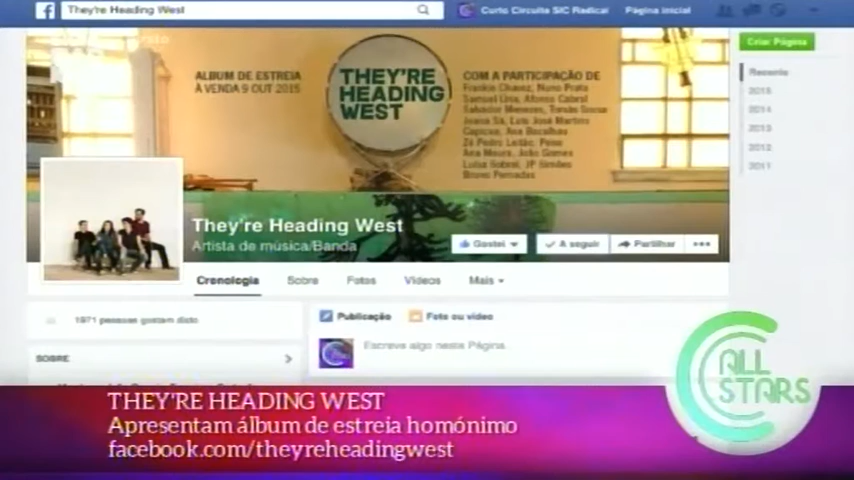 They're Heading West
Curto Circuito SIC Radical
Página inicial
Criar Página
Recente
2015
2014
2013
2012
2011
ALBUM DE ESTREIA
À VENDA 9 OUT 2015
THEY'RE
HEADING
WEST
COM A PARTICIPAÇÃO DE
Frankie Chavez, Nuno Prata
Samuel Úria, Afonso Cabral
Salvador Menezes, Tomás Sousa
Joana Sá, Luís José Martins
Capicua, Ana Bacalhau
Zé Pedro Leitão, Peixe
Ana Moura, João Gomes
Luísa Sobral, JP Simões
Bruno Pernadas
They're Heading West
Artista de música/Banda
Gostei
A seguir
Partilhar
Cronologia
Sobre
Fotos
Vídeos
Mais
1971 pessoas gostam disto
Publicação
Foto ou vídeo
Escreve algo nesta Página.
SOBRE
ALL
STARS
THEY'RE HEADING WEST
Apresentam álbum de estreia homónimo
facebook.com/theyreheadingwest